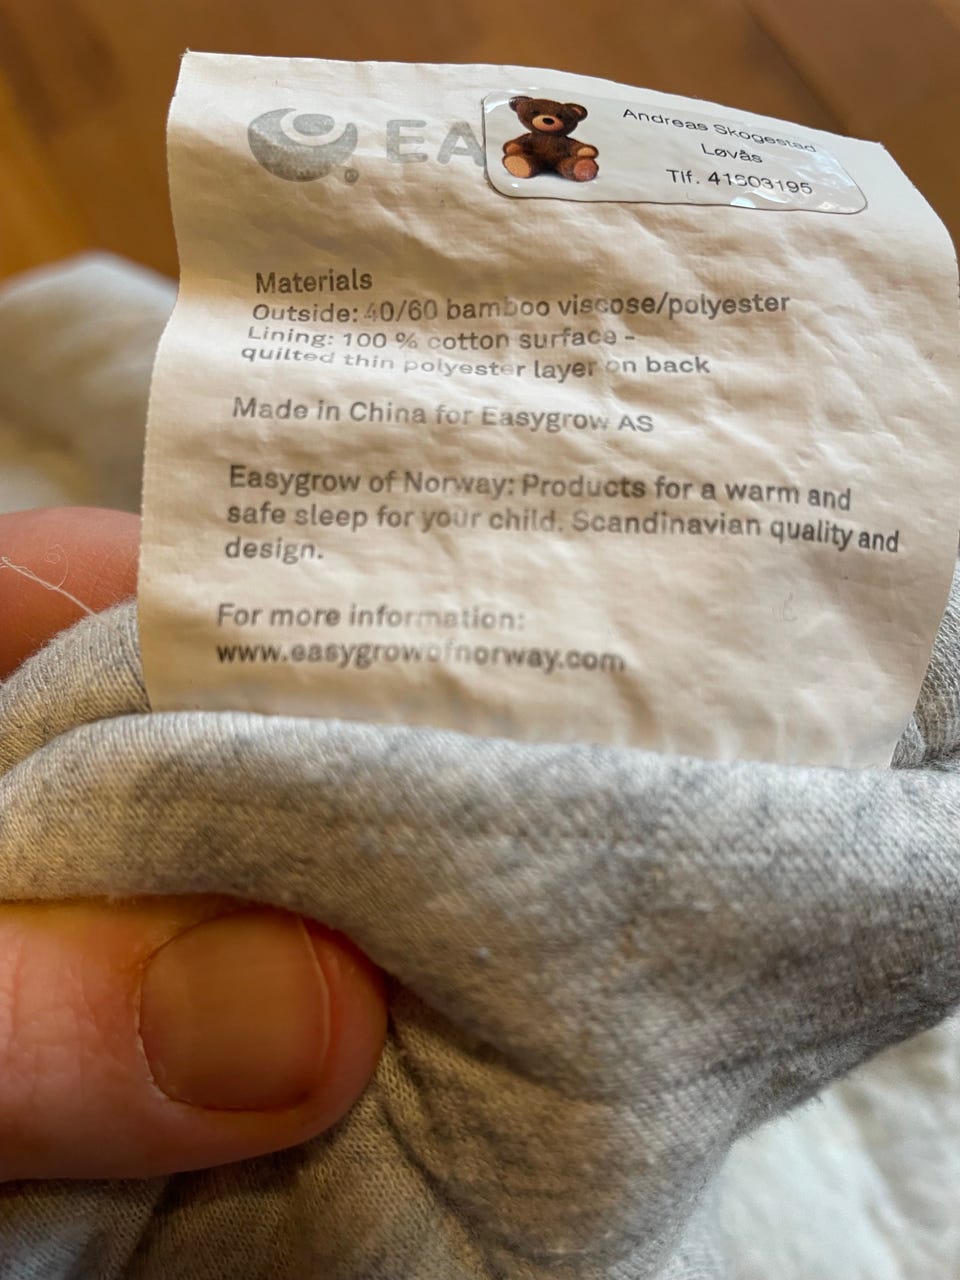 EA
Andreas Skogestad
Løvås
Tlf. 41503195
Materials
Outside: 40/60 bamboo viscose/polyester
Lining: 100 % cotton surface -
quilted thin polyester layer on back
Made in China for Easygrow AS
Easygrow of Norway: Products for a warm and
safe sleep for your child. Scandinavian quality and
design.
For more information:
www.easygrowofnorway.com